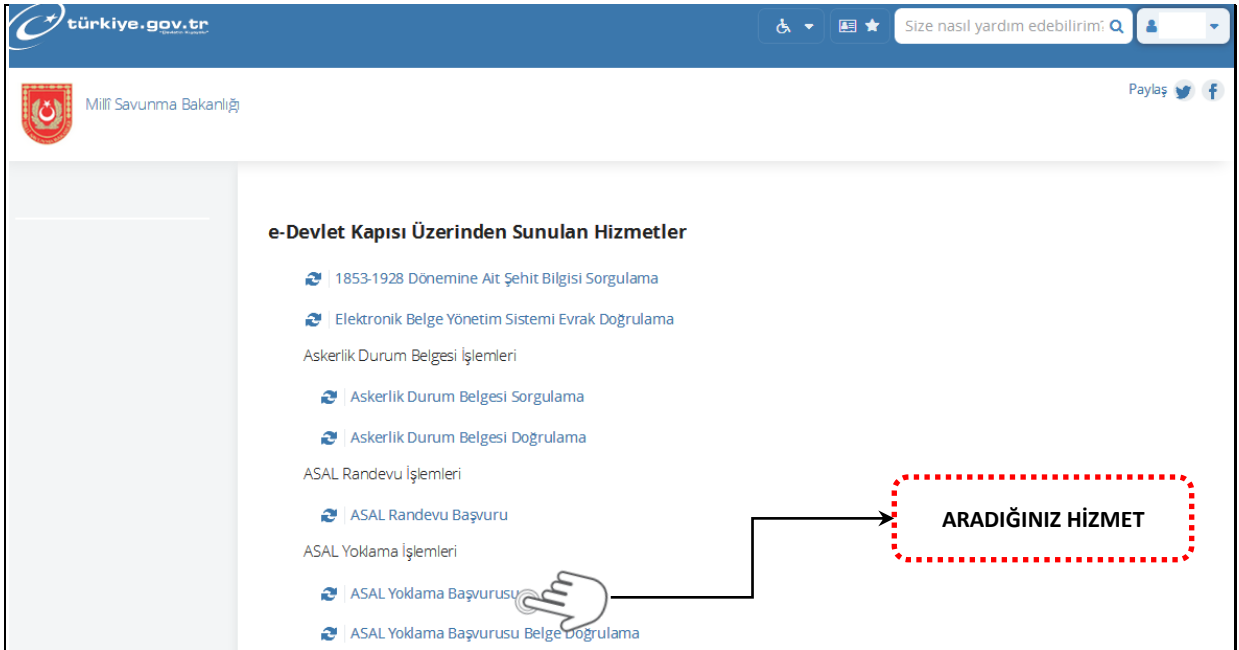 türkiye.gov.tr
Size nasıl yardım edebilirim?
Millî Savunma Bakanlığı
Paylaş
e-Devlet Kapısı Üzerinden Sunulan Hizmetler
1853-1928 Dönemine Ait Şehit Bilgisi Sorgulama
Elektronik Belge Yönetim Sistemi Evrak Doğrulama
Askerlik Durum Belgesi İşlemleri
Askerlik Durum Belgesi Sorgulama
Askerlik Durum Belgesi Doğrulama
ASAL Randevu İşlemleri
ASAL Randevu Başvuru
ARADIĞINIZ HİZMET
ASAL Yoklama İşlemleri
ASAL Yoklama Başvurusu
ASAL Yoklama Başvurusu Belge Doğrulama